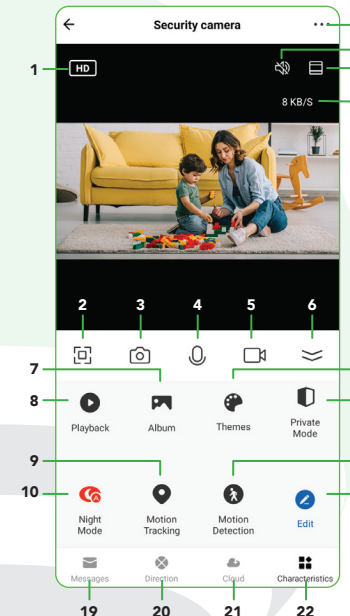 Security camera
1 HD
8 KB/S
2 3 4 5 6
7
8
Playback Album Themes Private
Mode
9
10
Night
Mode Motion
Tracking Motion
Detection Edit
Messages Direction Cloud Characteristics
19 20 21 22